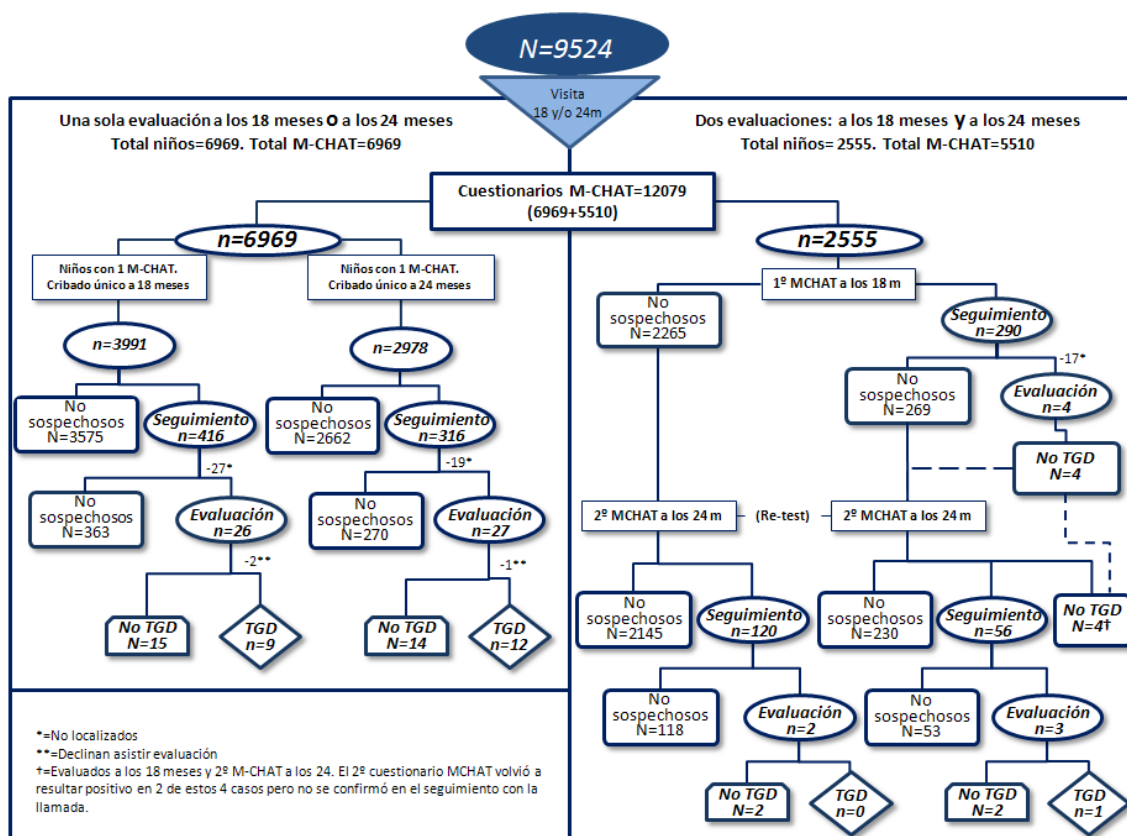 N=9524
Visita
18 y/o 24m
Una sola evaluación a los 18 meses o a los 24 meses
Total niños=6969. Total M-CHAT=6969
Dos evaluaciones: a los 18 meses y a los 24 meses
Total niños= 2555. Total M-CHAT=5510
Cuestionarios M-CHAT=12079
(6969+5510)
n=6969
n=2555
Niños con 1 M-CHAT.
Cribado único a 18 meses
Niños con 1 M-CHAT.
Cribado único a 24 meses
1º MCHAT a los 18 m
No
sospechosos
N=2265
Seguimiento
n=290
n=3991
n=2978
-17*
No
sospechosos
N=269
Evaluación
n=4
No
sospechosos
N=3575
Seguimiento
n=416
No
sospechosos
N=2662
Seguimiento
n=316
No TGD
N=4
-27*
-19*
No
sospechosos
N=363
Evaluación
n=26
No
sospechosos
N=270
Evaluación
n=27
2º MCHAT a los 24 m
(Re-test)
2º MCHAT a los 24 m
-2**
-1**
No TGD
N=15
TGD
n=9
No TGD
N=14
TGD
n=12
No
sospechosos
N=2145
Seguimiento
n=120
No
sospechosos
N=230
Seguimiento
n=56
No TGD
N=4†
No
sospechosos
N=118
Evaluación
n=2
No
sospechosos
N=53
Evaluación
n=3
No TGD
N=2
TGD
n=0
No TGD
N=2
TGD
n=1
*=No localizados
**=Declinan asistir evaluación
†=Evaluados a los 18 meses y 2º M-CHAT a los 24. El 2º cuestionario MCHAT volvió a
resultar positivo en 2 de estos 4 casos pero no se confirmó en el seguimiento con la
llamada.